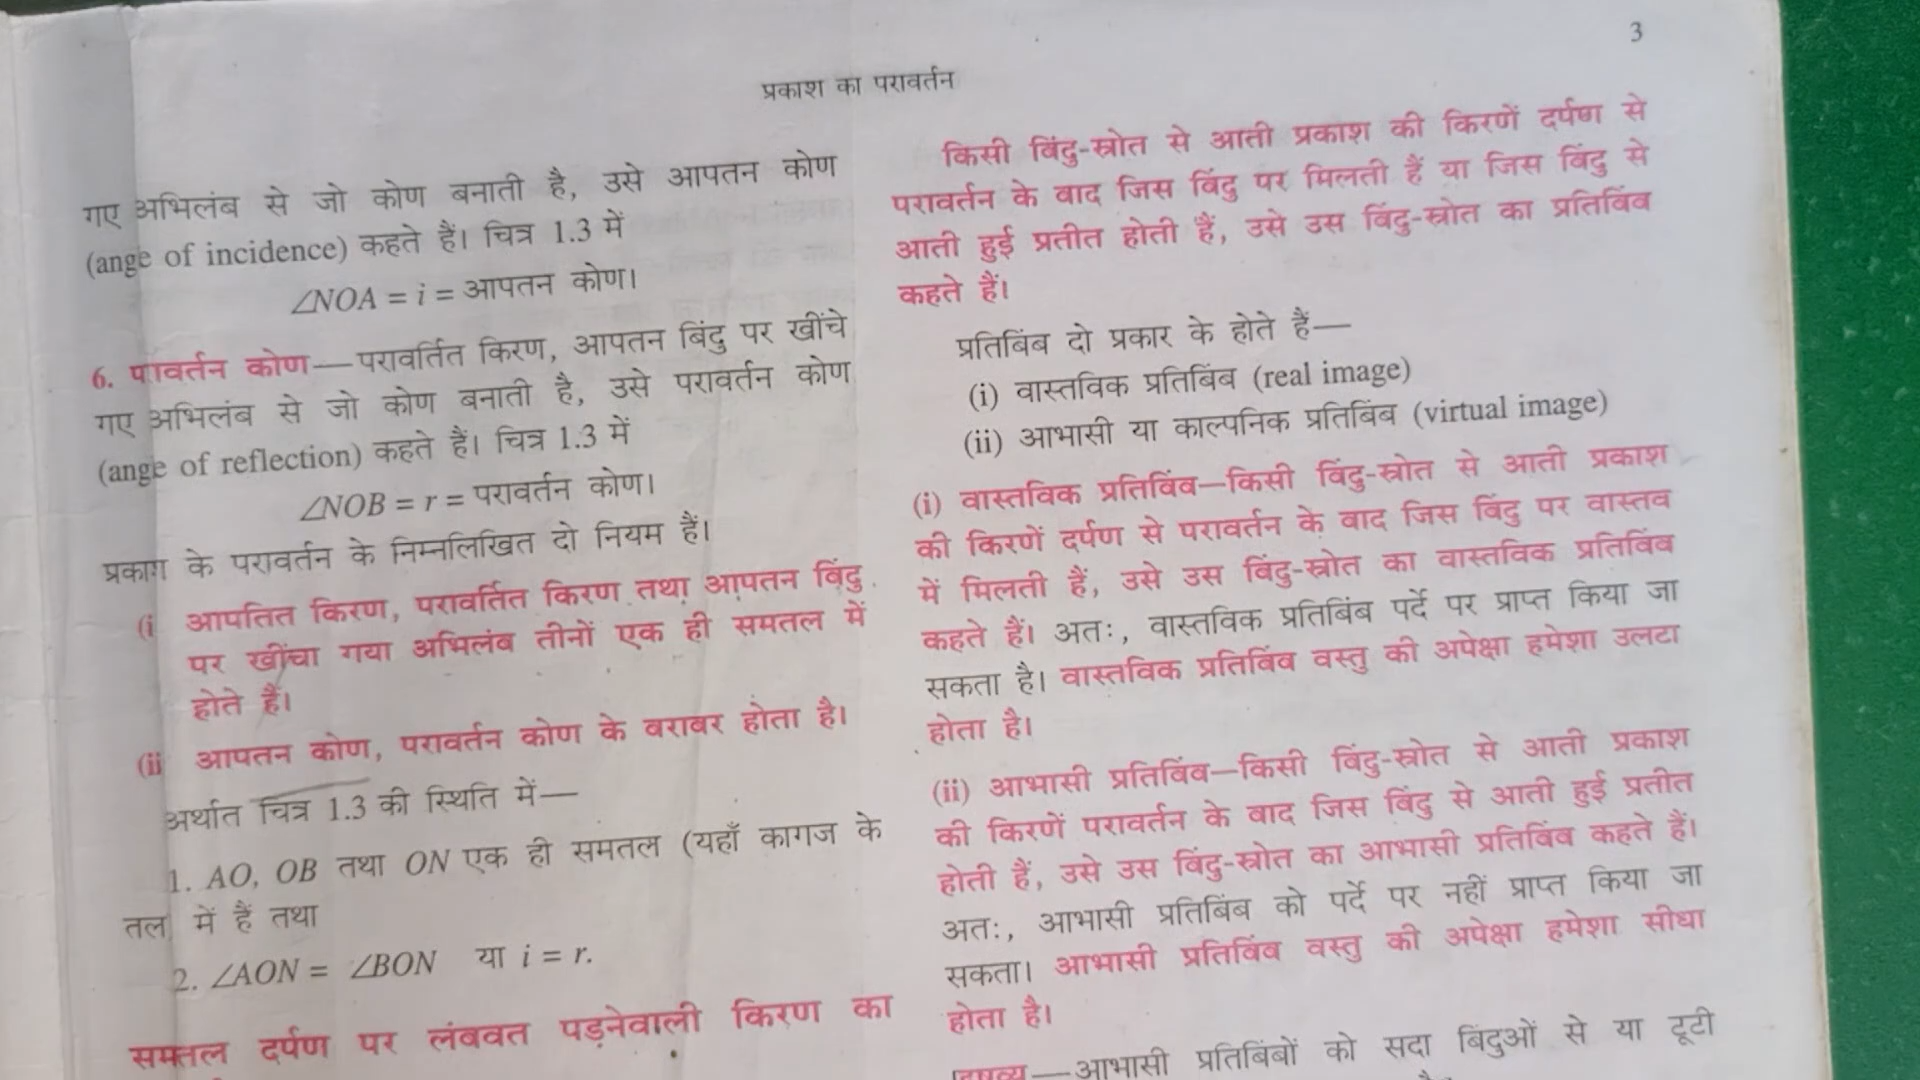 3
प्रकाश का परावर्तन
गए अभिलंब से जो कोण बनाती है, उसे आपतन कोण
(ange of incidence) कहते हैं। चित्र 1.3 में
∠NOA = i = आपतन कोण।
6. परावर्तन कोण—परावर्तित किरण, आपतन बिंदु पर खींचे
गए अभिलंब से जो कोण बनाती है, उसे परावर्तन कोण
(ange of reflection) कहते हैं। चित्र 1.3 में
∠NOB = r = परावर्तन कोण।
प्रकाश के परावर्तन के निम्नलिखित दो नियम हैं।
(i आपतित किरण, परावर्तित किरण तथा आपतन बिंदु
पर खींचा गया अभिलंब तीनों एक ही समतल में
होते हैं।
(ii आपतन कोण, परावर्तन कोण के बराबर होता है।
अर्थात चित्र 1.3 की स्थिति में—
1. AO, OB तथा ON एक ही समतल (यहाँ कागज के
तल में हैं तथा
2. ∠AON = ∠BON या i = r.
समतल दर्पण पर लंबवत पड़नेवाली किरण का
किसी बिंदु-स्रोत से आती प्रकाश की किरणें दर्पण से
परावर्तन के बाद जिस बिंदु पर मिलती हैं या जिस बिंदु से
आती हुई प्रतीत होती हैं, उसे उस बिंदु-स्रोत का प्रतिबिंब
कहते हैं।
प्रतिबिंब दो प्रकार के होते हैं—
(i) वास्तविक प्रतिबिंब (real image)
(ii) आभासी या काल्पनिक प्रतिबिंब (virtual image)
(i) वास्तविक प्रतिबिंब—किसी बिंदु-स्रोत से आती प्रकाश
की किरणें दर्पण से परावर्तन के बाद जिस बिंदु पर वास्तव
में मिलती हैं, उसे उस बिंदु-स्रोत का वास्तविक प्रतिबिंब
कहते हैं। अतः, वास्तविक प्रतिबिंब पर्दे पर प्राप्त किया जा
सकता है। वास्तविक प्रतिबिंब वस्तु की अपेक्षा हमेशा उलटा
होता है।
(ii) आभासी प्रतिबिंब—किसी बिंदु-स्रोत से आती प्रकाश
की किरणें परावर्तन के बाद जिस बिंदु से आती हुई प्रतीत
होती हैं, उसे उस बिंदु-स्रोत का आभासी प्रतिबिंब कहते हैं।
अतः, आभासी प्रतिबिंब को पर्दे पर नहीं प्राप्त किया जा
सकता। आभासी प्रतिबिंब वस्तु की अपेक्षा हमेशा सीधा
होता है।
—आभासी प्रतिबिंबों को सदा बिंदुओं से या टूटी